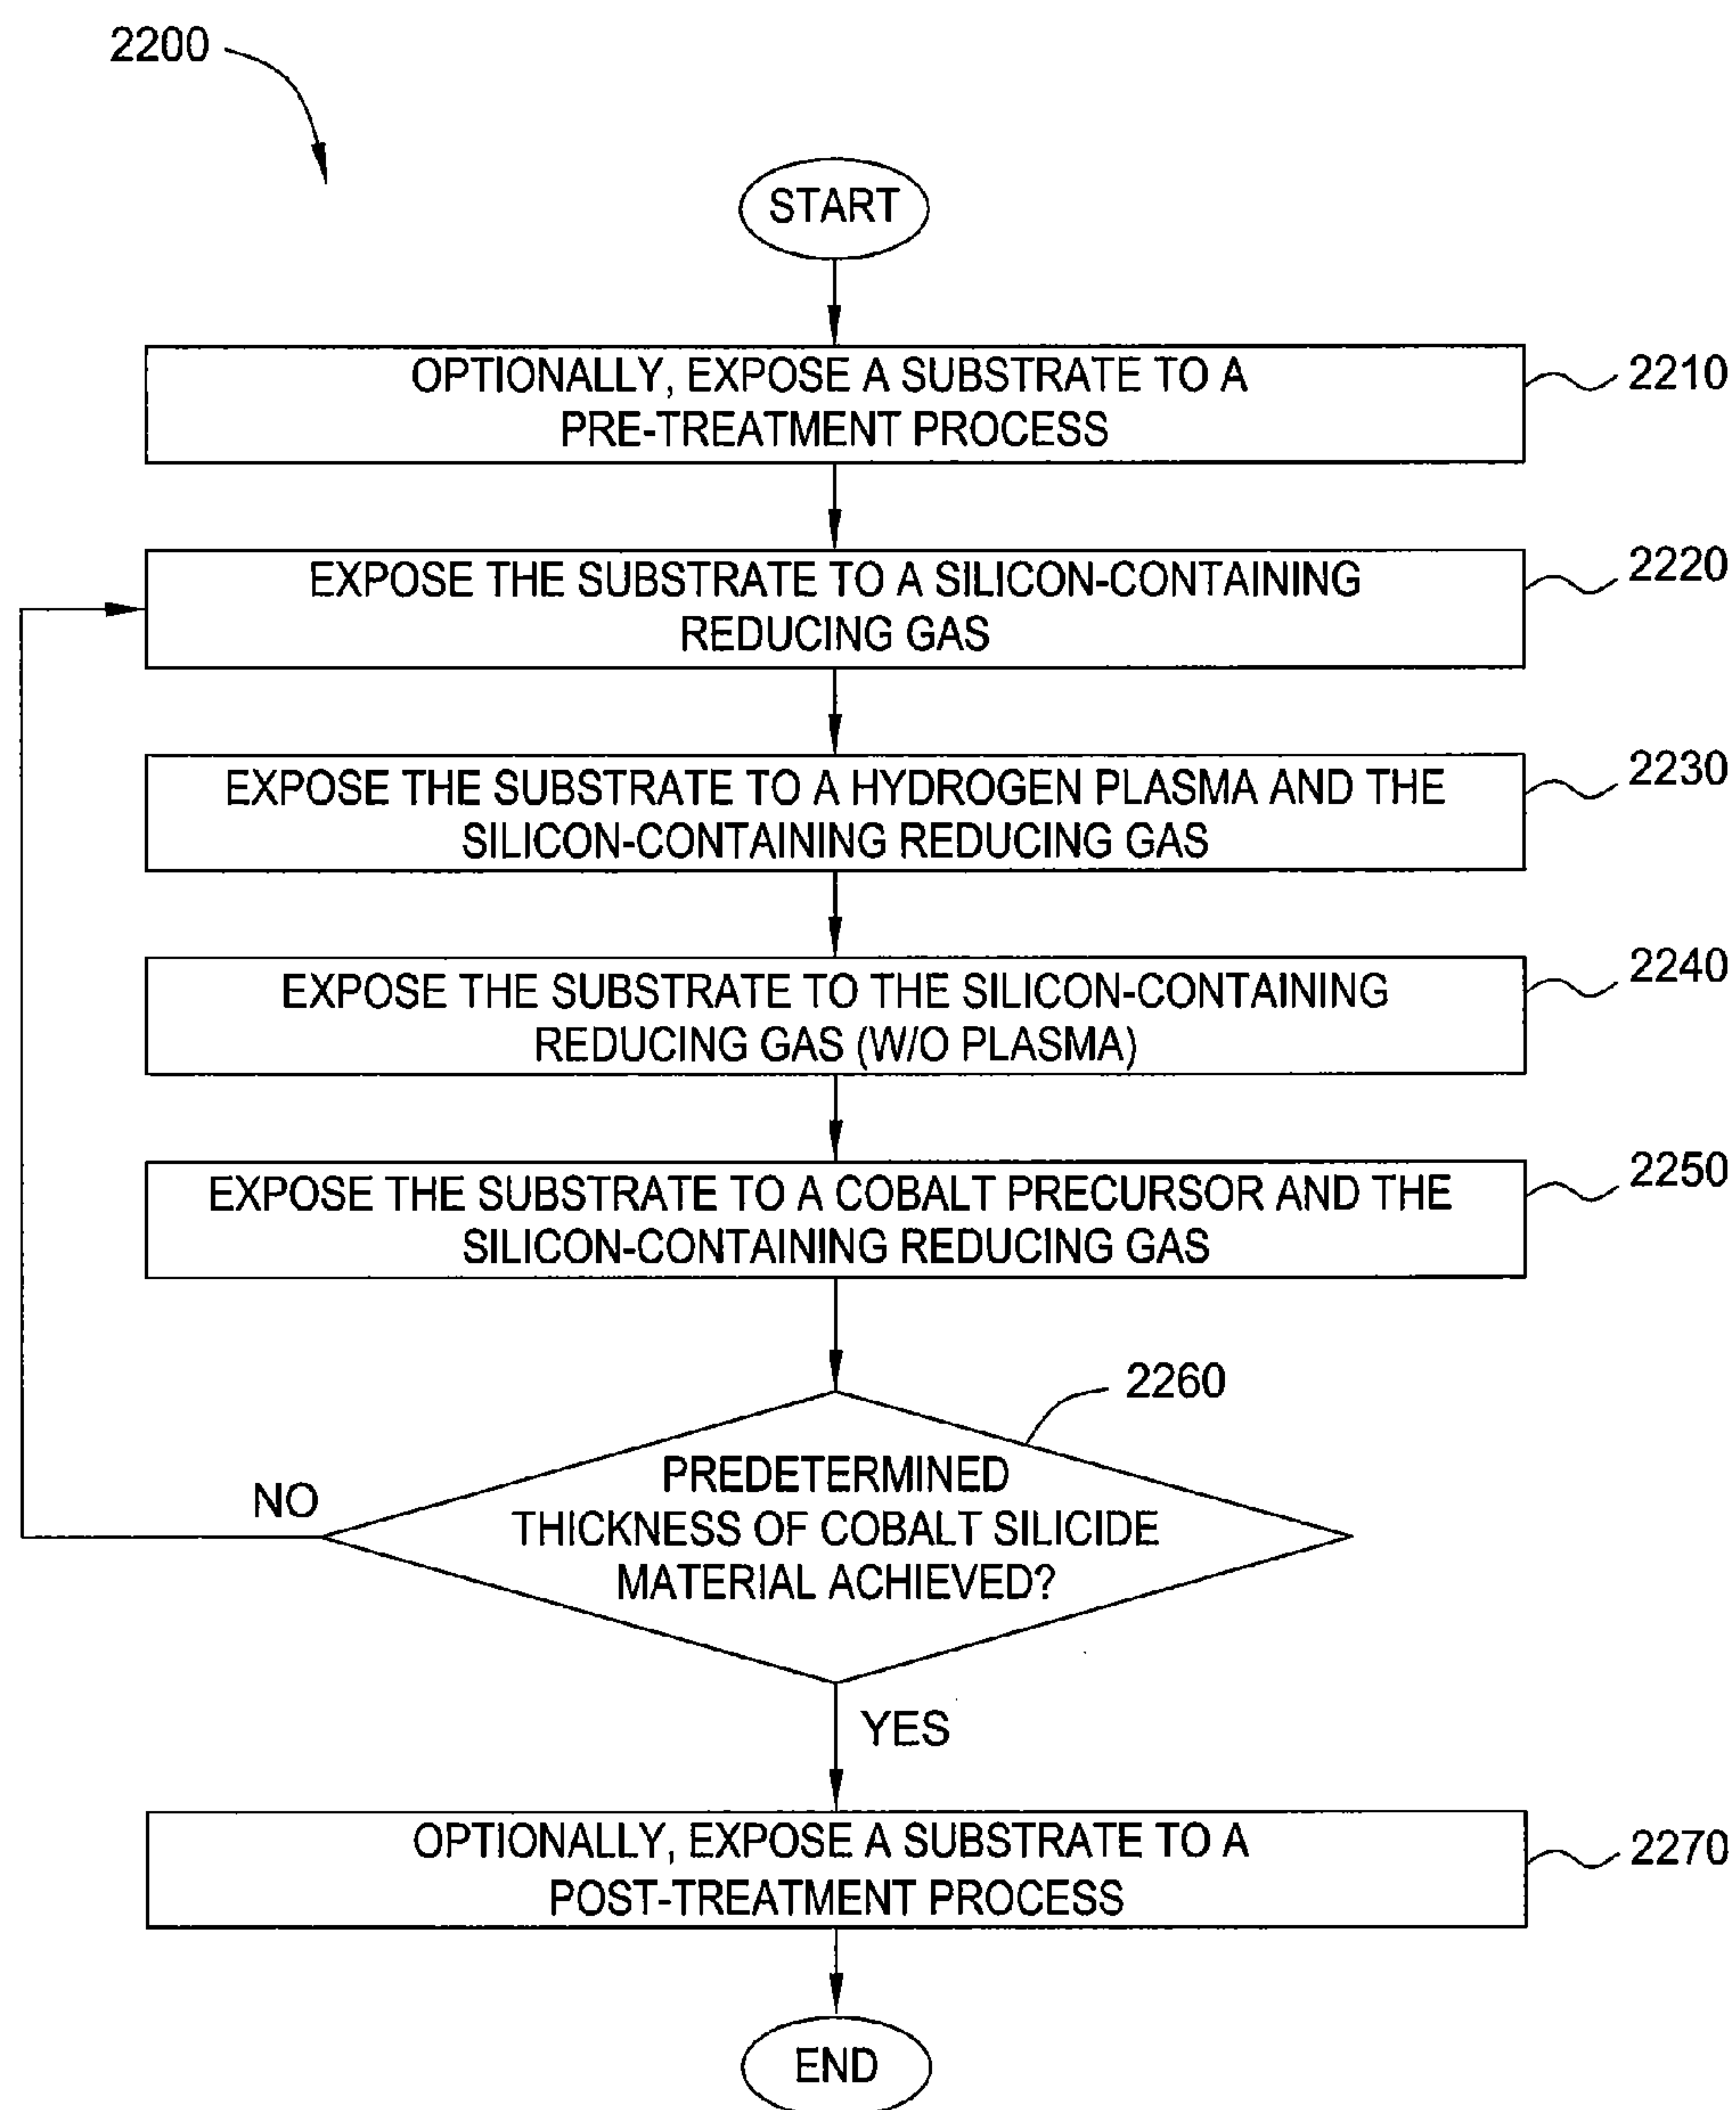 2200
START
OPTIONALLY, EXPOSE A SUBSTRATE TO A
PRE-TREATMENT PROCESS
2210
EXPOSE THE SUBSTRATE TO A SILICON-CONTAINING
REDUCING GAS
2220
EXPOSE THE SUBSTRATE TO A HYDROGEN PLASMA AND THE
SILICON-CONTAINING REDUCING GAS
2230
EXPOSE THE SUBSTRATE TO THE SILICON-CONTAINING
REDUCING GAS (W/O PLASMA)
2240
EXPOSE THE SUBSTRATE TO A COBALT PRECURSOR AND THE
SILICON-CONTAINING REDUCING GAS
2250
2260
PREDETERMINED
THICKNESS OF COBALT SILICIDE
MATERIAL ACHIEVED?
NO
YES
OPTIONALLY, EXPOSE A SUBSTRATE TO A
POST-TREATMENT PROCESS
2270
END